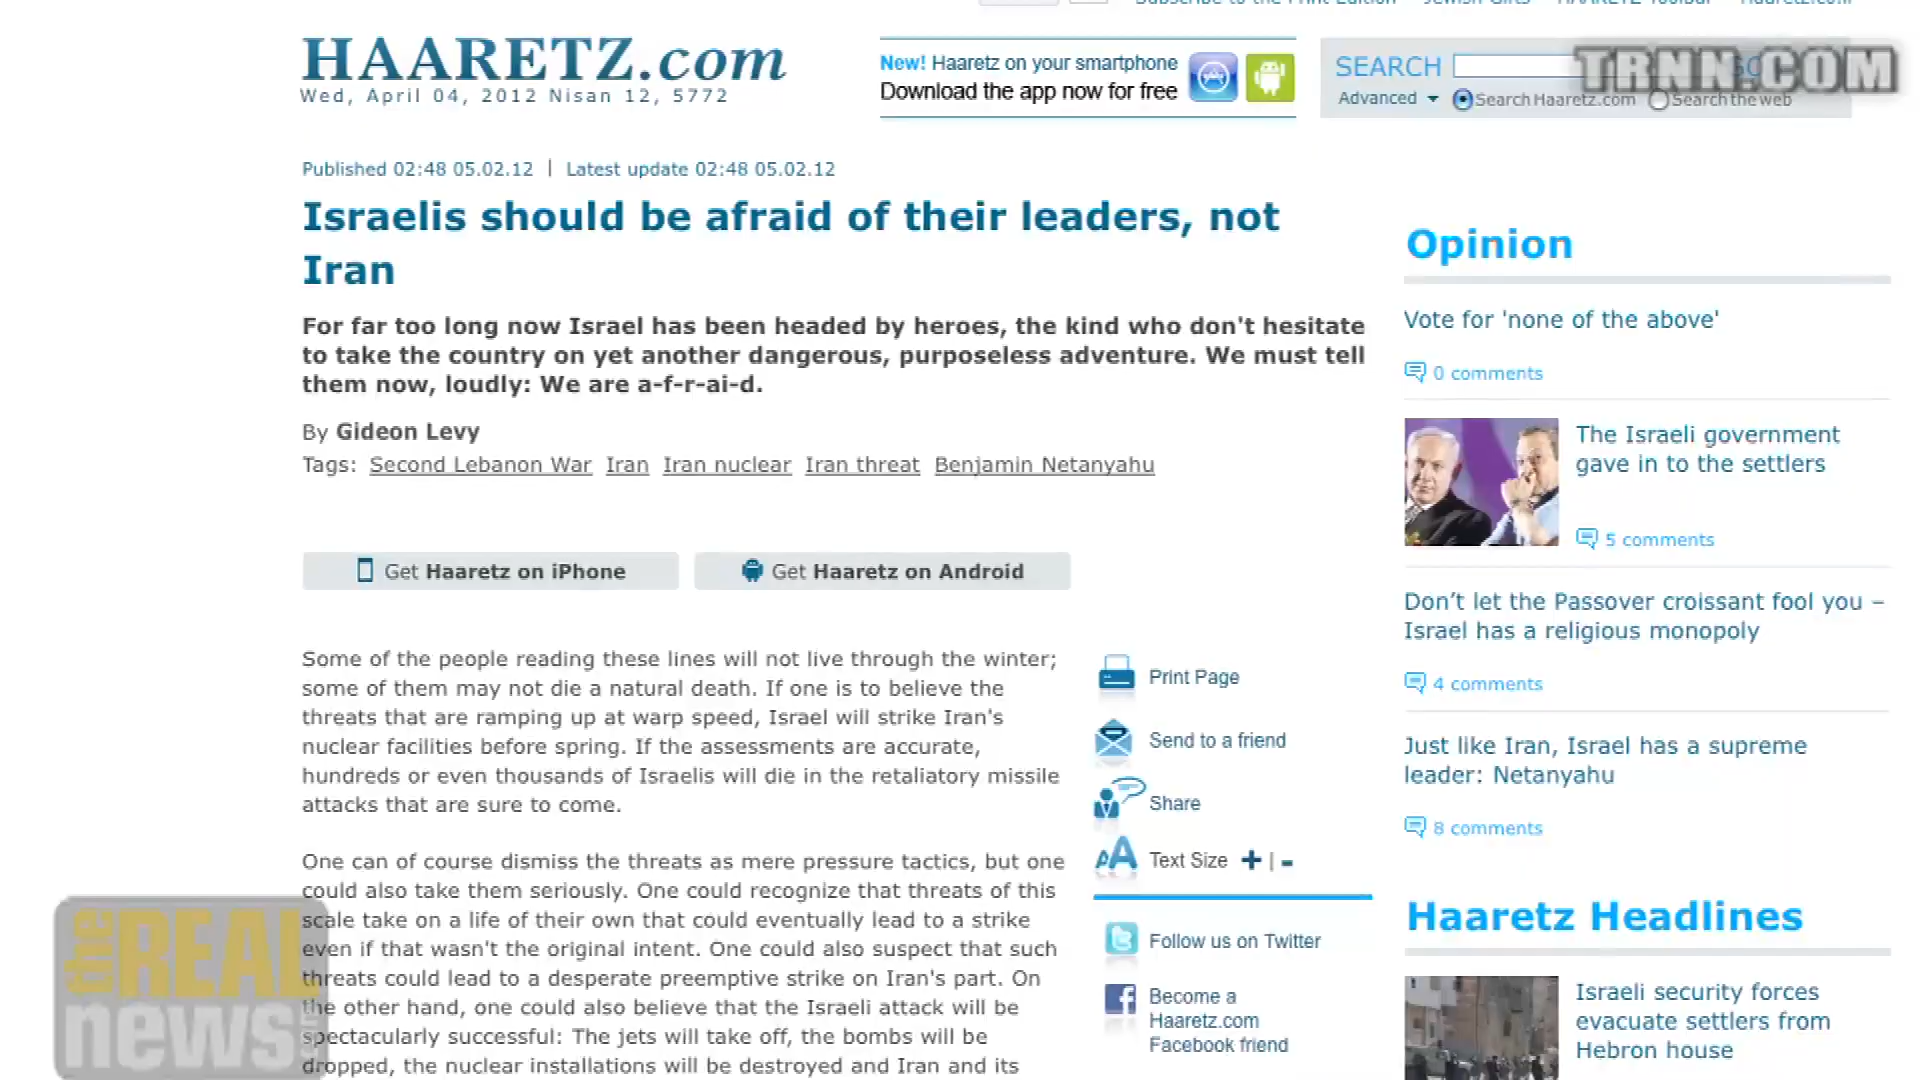 Subscribe to the Print Edition Jewish Gifts HAARETZ Toolbar Haaretz.com
HAARETZ.com
Wed, April 04, 2012 Nisan 12, 5772
New! Haaretz on your smartphone
Download the app now for free
SEARCH
TRNN.COM
Advanced Search Haaretz.com Search the web
Published 02:48 05.02.12 | Latest update 02:48 05.02.12
Israelis should be afraid of their leaders, not
Iran
For far too long now Israel has been headed by heroes, the kind who don't hesitate
to take the country on yet another dangerous, purposeless adventure. We must tell
them now, loudly: We are a-f-r-ai-d.
By Gideon Levy
Tags: Second Lebanon War Iran Iran nuclear Iran threat Benjamin Netanyahu
Get Haaretz on iPhone
Get Haaretz on Android
Some of the people reading these lines will not live through the winter;
some of them may not die a natural death. If one is to believe the
threats that are ramping up at warp speed, Israel will strike Iran's
nuclear facilities before spring. If the assessments are accurate,
hundreds or even thousands of Israelis will die in the retaliatory missile
attacks that are sure to come.
One can of course dismiss the threats as mere pressure tactics, but one
could also take them seriously. One could recognize that threats of this
scale take on a life of their own that could eventually lead to a strike
even if that wasn't the original intent. One could also suspect that such
threats could lead to a desperate preemptive strike on Iran's part. On
the other hand, one could also believe that the Israeli attack will be
spectacularly successful: The jets will take off, the bombs will be
dropped, the nuclear installations will be destroyed and Iran and its
Print Page
Send to a friend
Share
Text Size + | -
Follow us on Twitter
Become a
Haaretz.com
Facebook friend
Opinion
Vote for 'none of the above'
0 comments
The Israeli government
gave in to the settlers
5 comments
Don’t let the Passover croissant fool you –
Israel has a religious monopoly
4 comments
Just like Iran, Israel has a supreme
leader: Netanyahu
8 comments
Haaretz Headlines
Israeli security forces
evacuate settlers from
Hebron house
the REAL
news